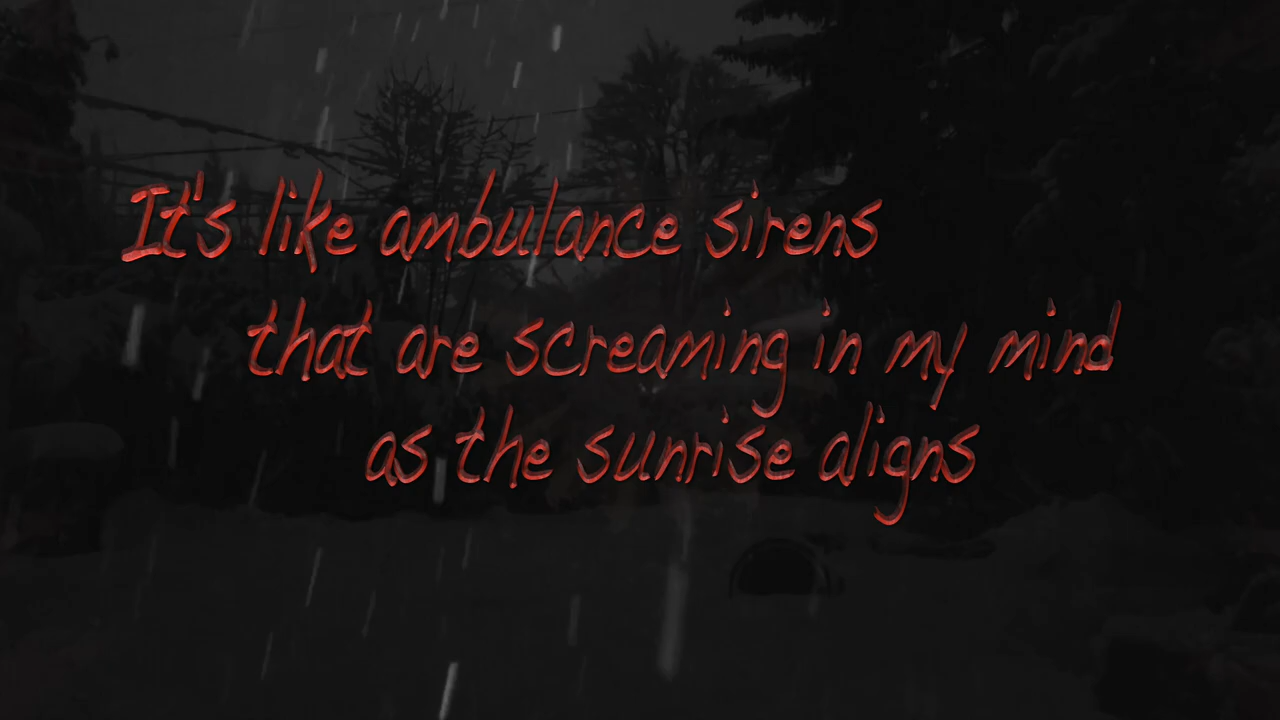 It's like ambulance sirens
that are screaming in my mind
as the sunrise aligns